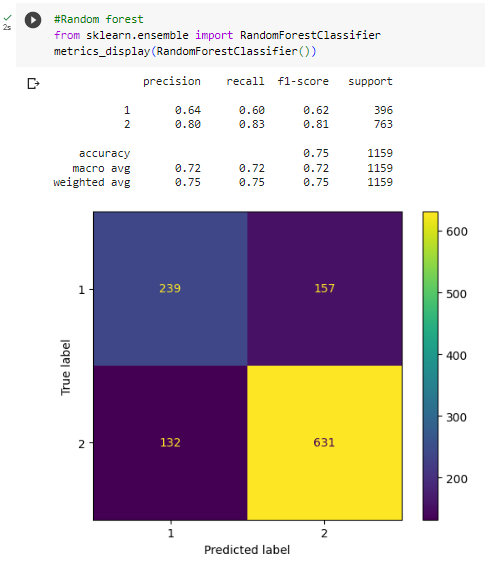 2s
#Random forest
from sklearn.ensemble import RandomForestClassifier
metrics_display(RandomForestClassifier())
precision recall f1-score support
1 0.64 0.60 0.62 396
2 0.80 0.83 0.81 763
accuracy 0.75 1159
macro avg 0.72 0.72 0.72 1159
weighted avg 0.75 0.75 0.75 1159
600
500
400
300
200
1
239 157
True label
2
132 631
1 2
Predicted label